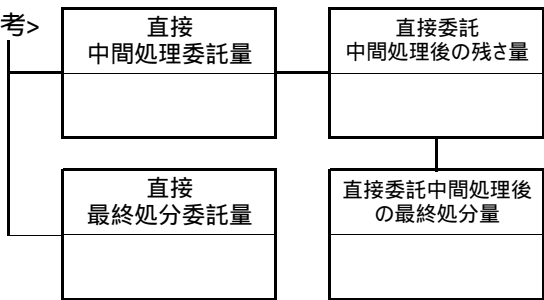 考>
直接
中間処理委託量
直接委託
中間処理後の残さ量
直接
最終処分委託量
直接委託中間処理後
の最終処分量